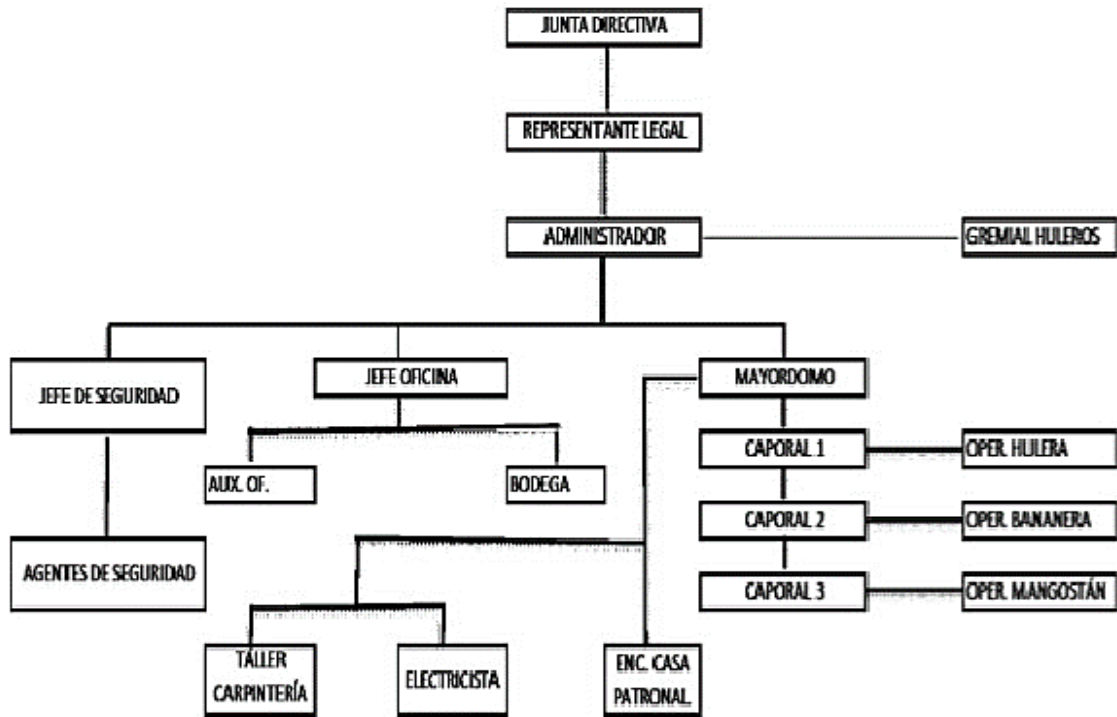 JUNTA DIRECTIVA
REPRESENTANTE LEGAL
ADMINISTRADOR
GREMIAL HULEROS
JEFE DE SEGURIDAD
JEFE OFICINA
MAYORDOMO
CAPORAL 1
OPER. HULERA
AUX. OF.
BODEGA
CAPORAL 2
OPER. BANANERA
AGENTES DE SEGURIDAD
CAPORAL 3
OPER. MANGOSTÁN
TALLER
CARPINTERÍA
ELECTRICISTA
ENC. CASA
PATRONAL